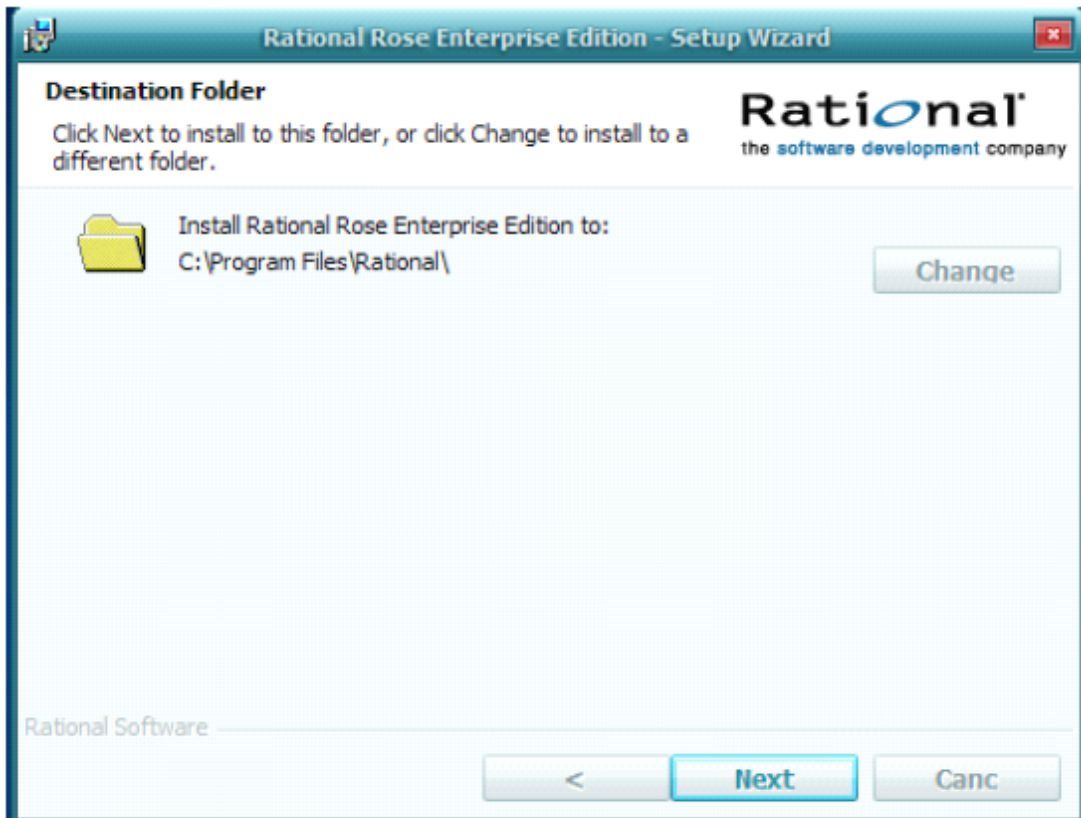 Rational Rose Enterprise Edition - Setup Wizard
Destination Folder
Click Next to install to this folder, or click Change to install to a
different folder.
Rational
the software development company
Install Rational Rose Enterprise Edition to:
C:\Program Files\Rational\
Change
Rational Software
<
Next
Canc